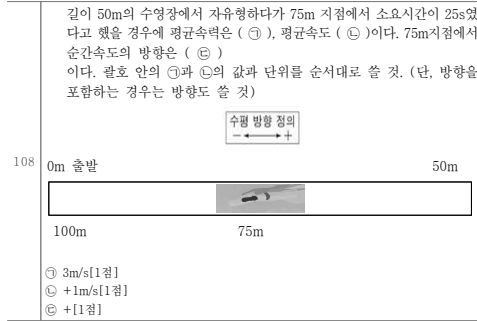 길이 50m의 수영장에서 자유형하다가 75m 지점에서 소요시간이 25s였
다고 했을 경우에 평균속력은 ( ㉠ ), 평균속도 ( ㉡ )이다. 75m지점에서
순간속도의 방향은 ( ㉢ )
이다. 괄호 안의 ㉠과 ㉡의 값과 단위를 순서대로 쓸 것. (단, 방향을
포함하는 경우는 방향도 쓸 것)
수평 방향 정의
− ↔ +
108
0m 출발 50m
100m 75m
㉠ 3m/s[1점]
㉡ +1m/s[1점]
㉢ +[1점]